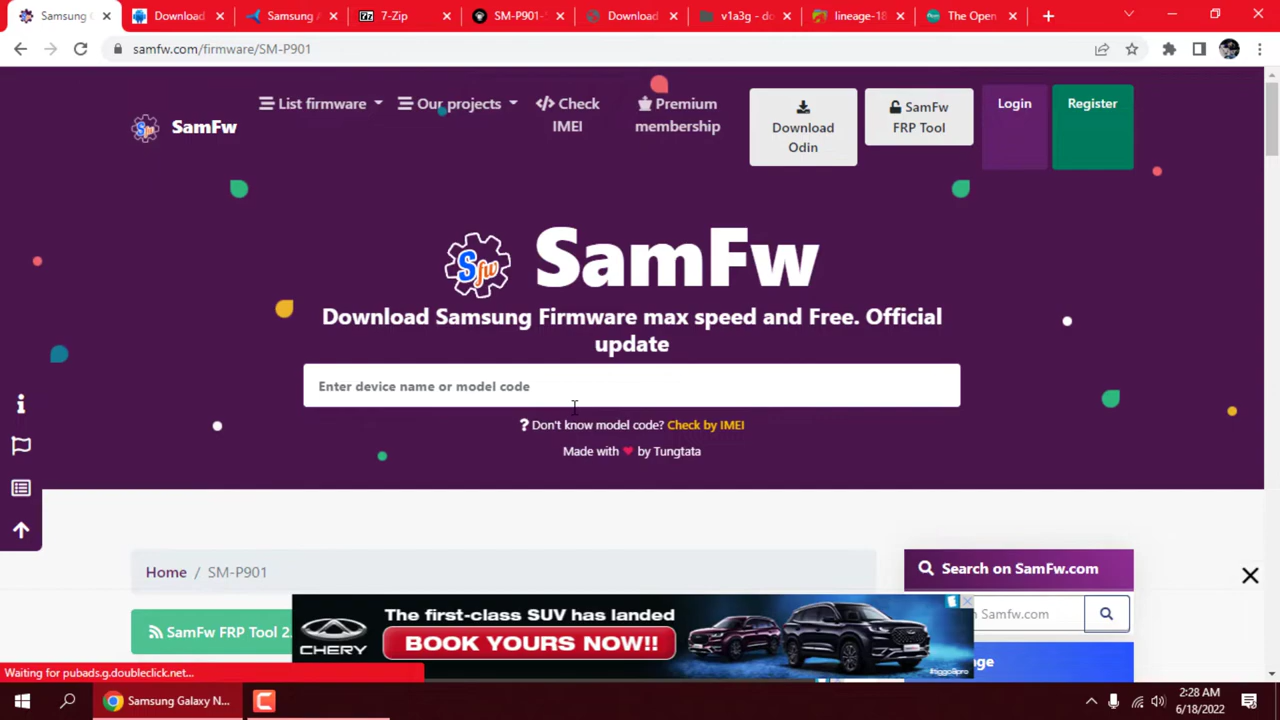 Samsung G
Download
Samsung A
7-Zip
SM-P901-
Download
v1a3g - do
lineage-18
The Open
samfw.com/firmware/SM-P901
SamFw
List firmware
Our projects
Check
IMEI
Premium
membership
Download
Odin
SamFw
FRP Tool
Login
Register
Sfw
SamFw
Download Samsung Firmware max speed and Free. Official
update
Enter device name or model code
? Don't know model code? Check by IMEI
Made with ❤ by Tungtata
Home / SM-P901
Search on SamFw.com
SamFw FRP Tool 2.
Samfw.com
CHERY
The first-class SUV has landed
BOOK YOURS NOW!!
#tiggo8pro
Waiting for pubads.g.doubleclick.net...
Samsung Galaxy N...
2:28 AM
6/18/2022